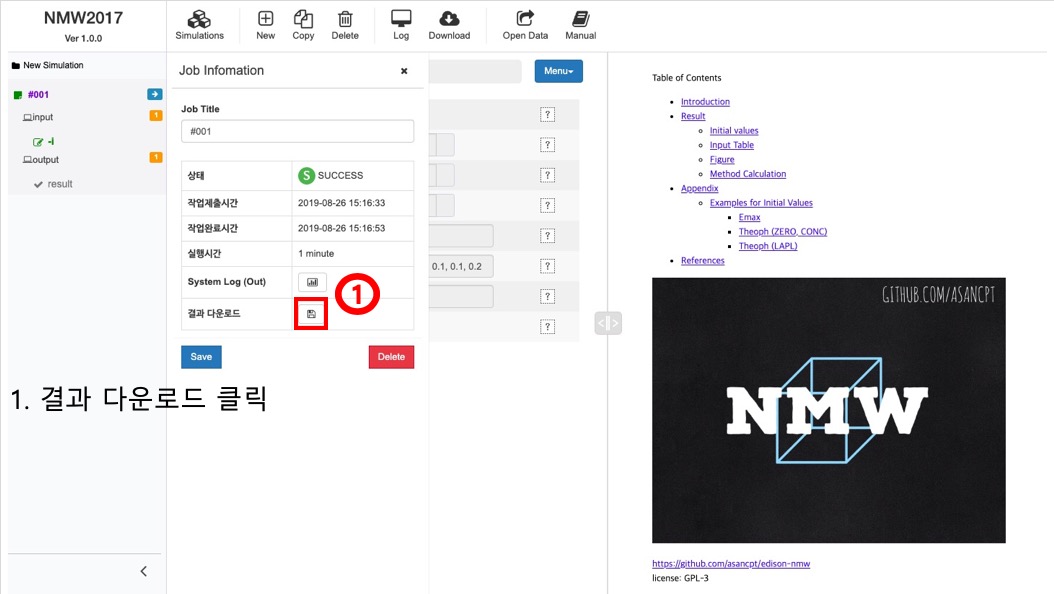 NMW2017
Ver 1.0.0
Simulations
New
Copy
Delete
Log
Download
Open Data
Manual
New Simulation
#001
input
1
-I
output
1
result
Job Infomation
×
Job Title
#001
상태
S SUCCESS
작업제출시간
2019-08-26 15:16:33
작업완료시간
2019-08-26 15:16:53
실행시간
1 minute
System Log (Out)
결과 다운로드
1
Save
Delete
1. 결과 다운로드 클릭
Menu
?
?
?
?
?
0.1, 0.1, 0.2
?
?
?
Table of Contents
Introduction
Result
Initial values
Input Table
Figure
Method Calculation
Appendix
Examples for Initial Values
Emax
Theoph (ZERO, CONC)
Theoph (LAPL)
References
GITHUB.COM/ASANCPT
NMW
https://github.com/asancpt/edison-nmw
license: GPL-3